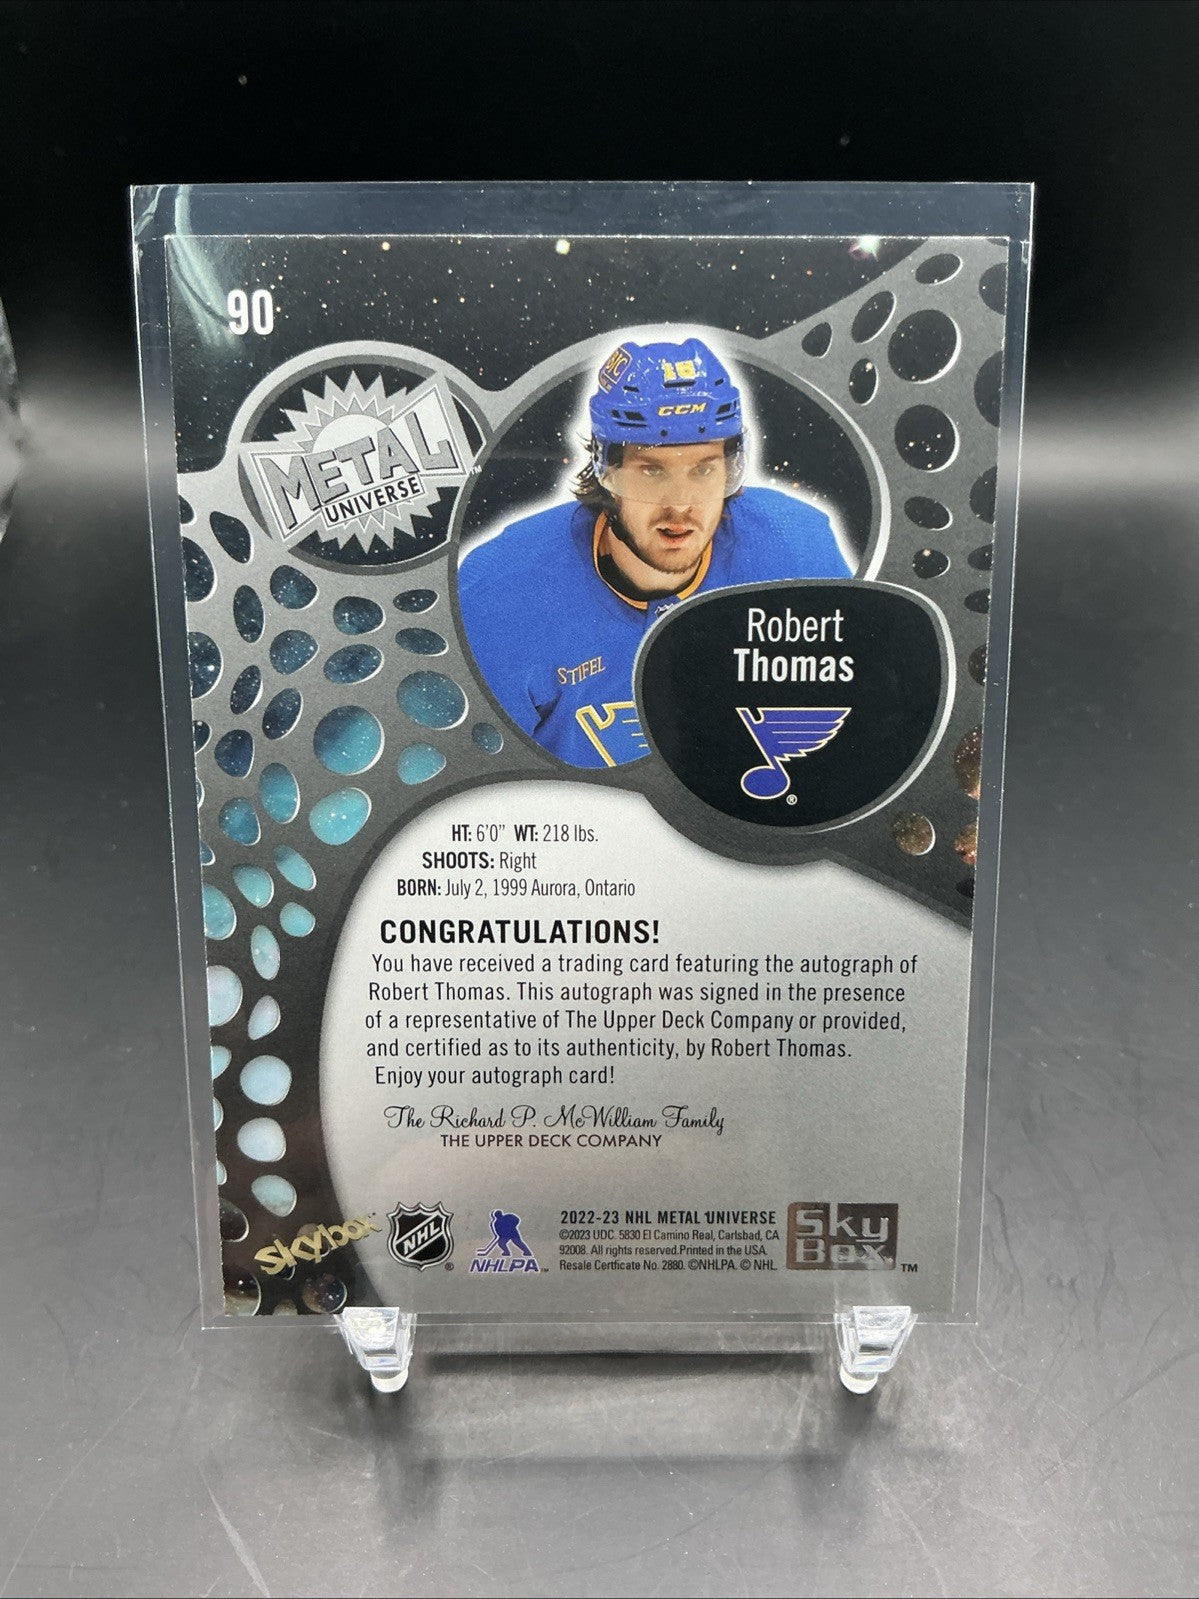 90
METAL
UNIVERSE
TM
18
CCM
STIFEL
Robert
Thomas
®
HT: 6'0" WT: 218 lbs.
SHOOTS: Right
BORN: July 2, 1999 Aurora, Ontario
CONGRATULATIONS!
You have received a trading card featuring the autograph of
Robert Thomas. This autograph was signed in the presence
of a representative of The Upper Deck Company or provided,
and certified as to its authenticity, by Robert Thomas.
Enjoy your autograph card!
The Richard P. McWilliam Family
THE UPPER DECK COMPANY
skybox
NHL
®
NHLPA
TM
2022-23 NHL METAL UNIVERSE
©2023 UDC. 5830 El Camino Real, Carlsbad, CA
92008. All rights reserved.Printed in the USA.
Resale Certficate No. 2880. ©NHLPA. © NHL.
Sky
Box
TM